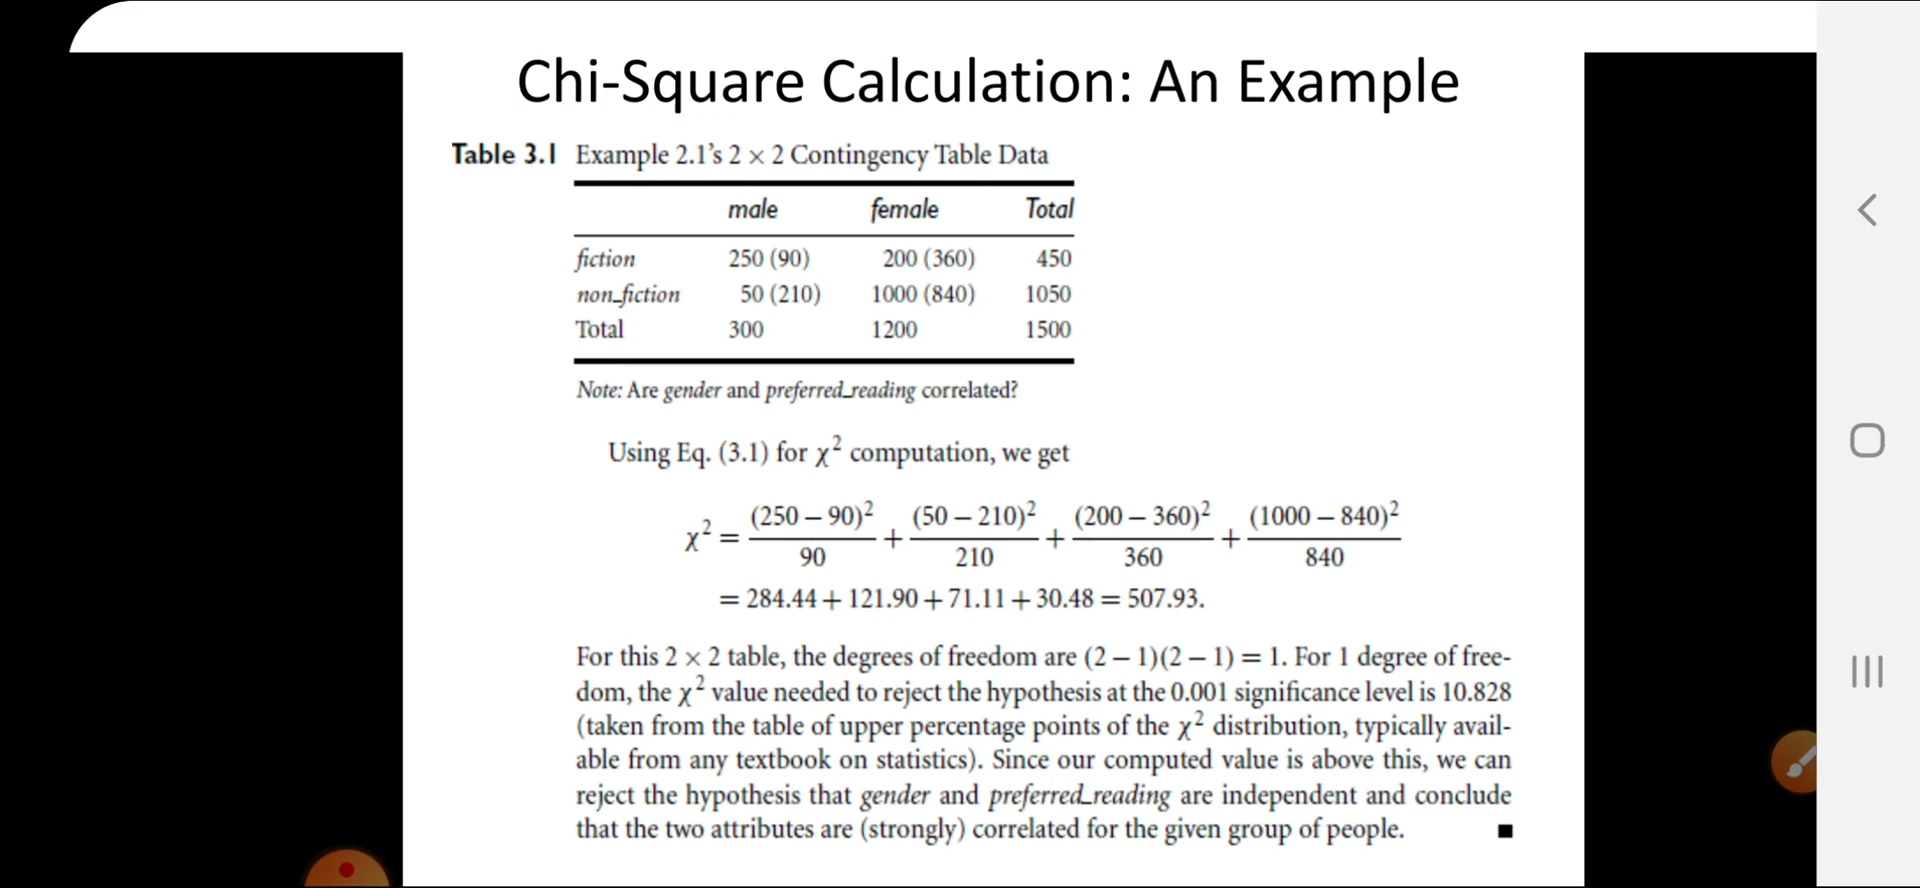 Chi-Square Calculation: An Example
Table 3.1 Example 2.1's 2 × 2 Contingency Table Data
male female Total
fiction 250 (90) 200 (360) 450
non_fiction 50 (210) 1000 (840) 1050
Total 300 1200 1500
Note: Are gender and preferred_reading correlated?
Using Eq. (3.1) for χ² computation, we get
χ² = (250 – 90)²/90 + (50 – 210)²/210 + (200 – 360)²/360 + (1000 – 840)²/840
= 284.44 + 121.90 + 71.11 + 30.48 = 507.93.
For this 2 × 2 table, the degrees of freedom are (2 – 1)(2 – 1) = 1. For 1 degree of free-
dom, the χ² value needed to reject the hypothesis at the 0.001 significance level is 10.828
(taken from the table of upper percentage points of the χ² distribution, typically avail-
able from any textbook on statistics). Since our computed value is above this, we can
reject the hypothesis that gender and preferred_reading are independent and conclude
that the two attributes are (strongly) correlated for the given group of people. ■